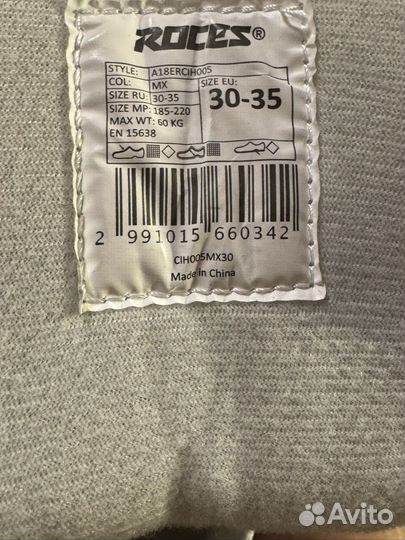 ROCES®
STYLE: A18ERCIH005
COL: MX
SIZE RU: 30-35
SIZE MP: 185-220
MAX WT: 60 KG
EN 15638
SIZE EU:
30-35
2 991015 660342
CIH005MX30
Made in China
Avito